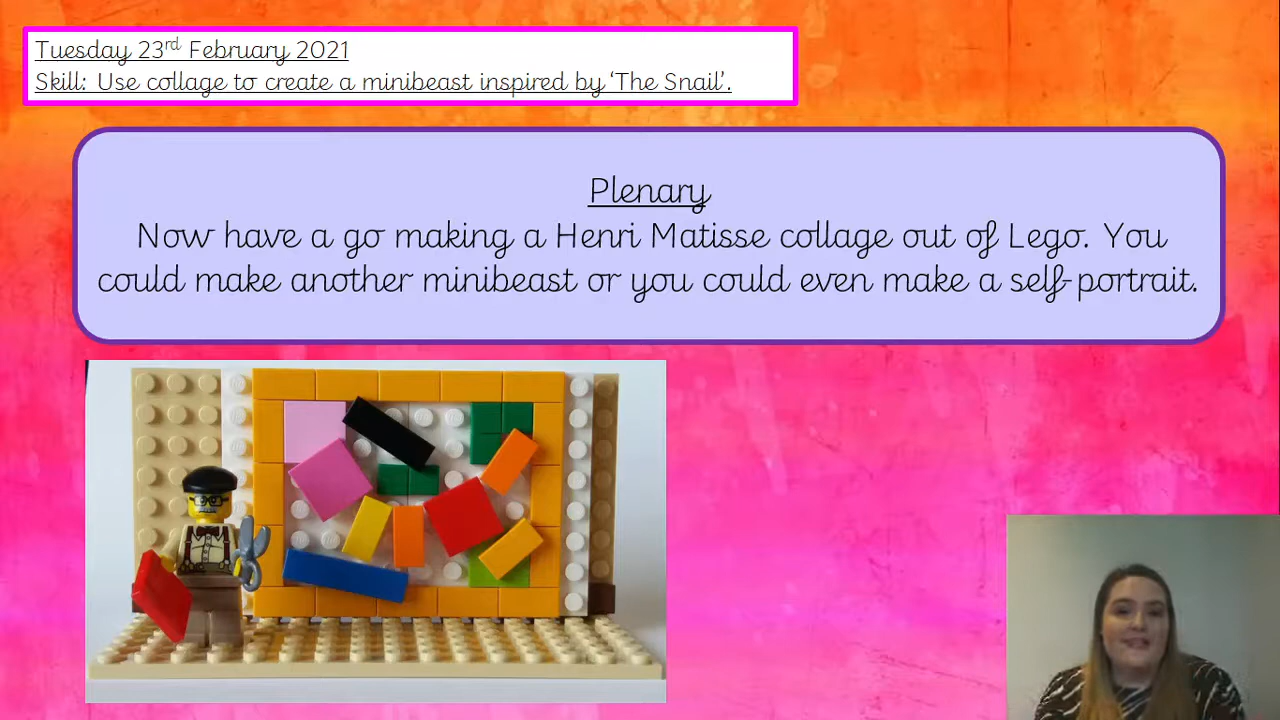 Tuesday 23rd February 2021
Skill: Use collage to create a minibeast inspired by ‘The Snail’.
Plenary
Now have a go making a Henri Matisse collage out of Lego. You
could make another minibeast or you could even make a self-portrait.